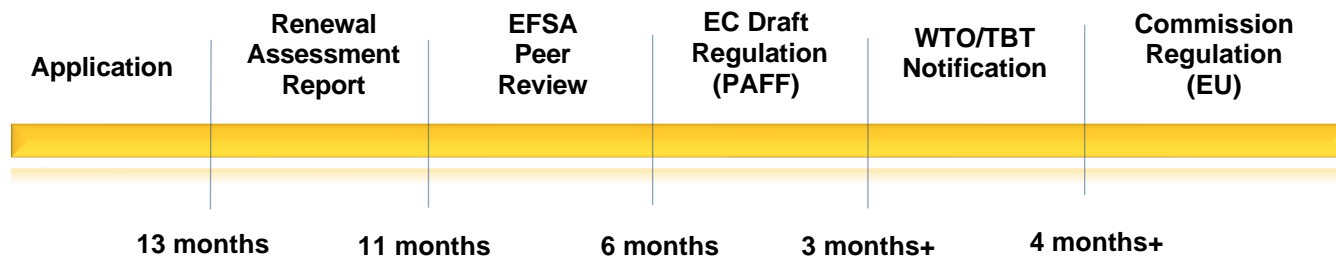 Application
Renewal
Assessment
Report
EFSA
Peer
Review
EC Draft
Regulation
(PAFF)
WTO/TBT
Notification
Commission
Regulation
(EU)
13 months
11 months
6 months
3 months+
4 months+